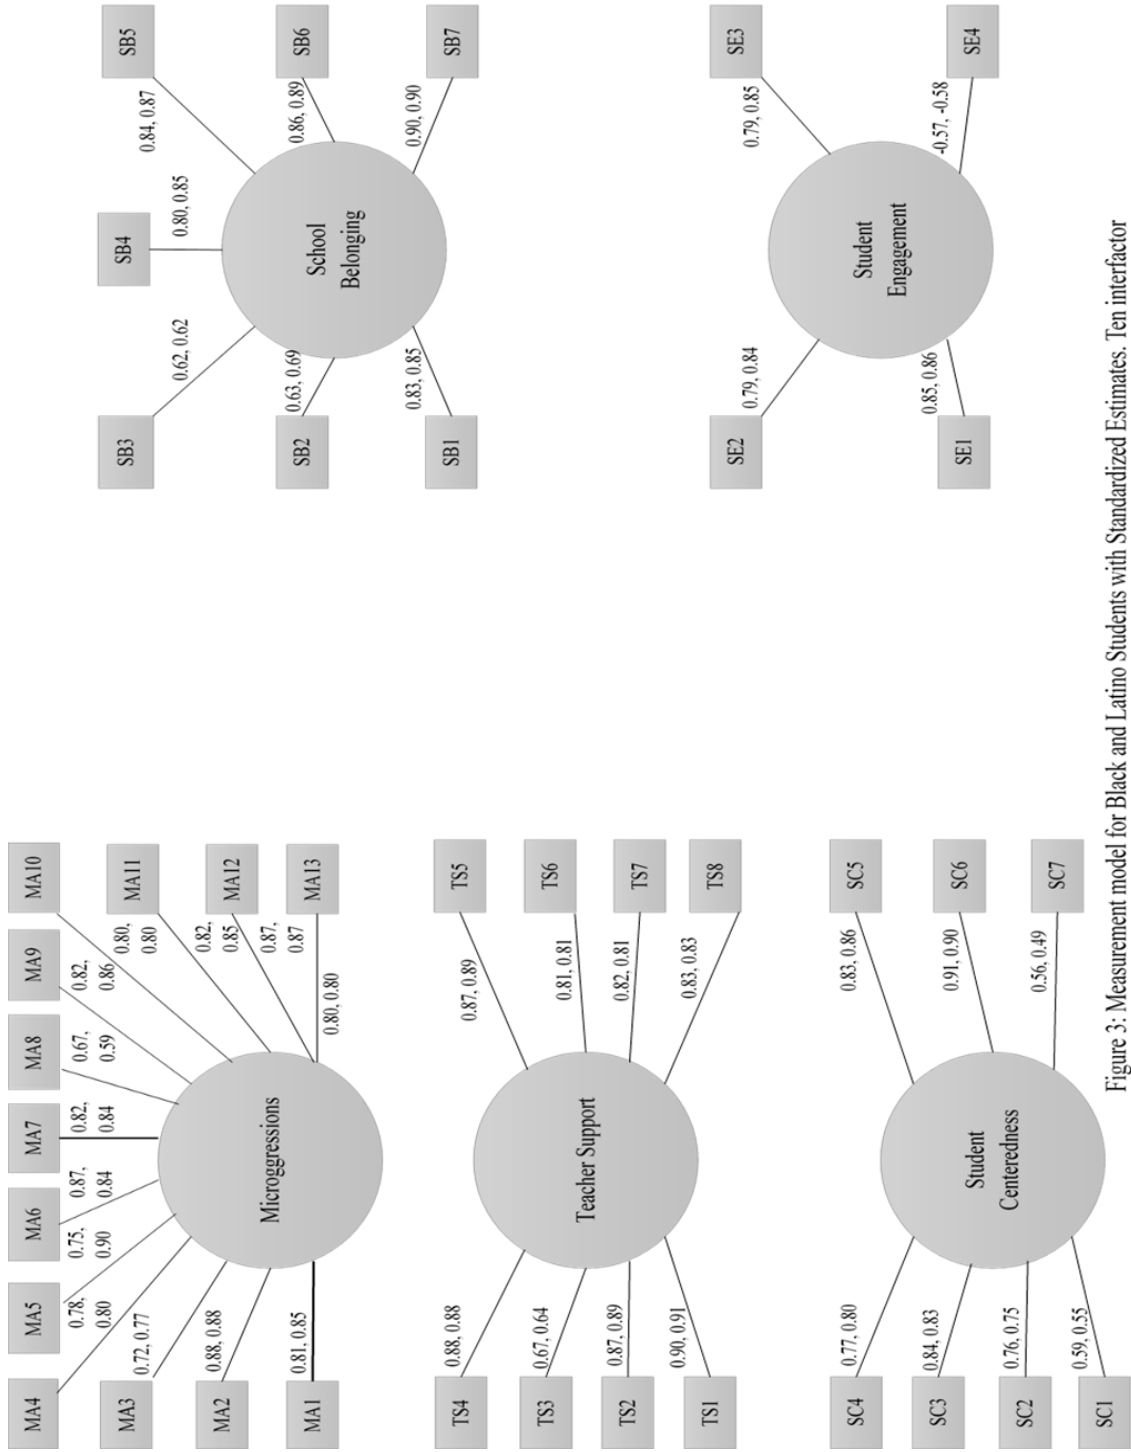 MA4
MA5
MA6
MA7
MA8
MA9
MA10
0.78,
0.80
0.75,
0.90
0.87,
0.84
0.82,
0.84
0.67,
0.59
0.82,
0.86
0.80,
0.80
MA3
0.72, 0.77
MA11
0.82,
0.85
MA2
0.88, 0.88
MA12
0.87,
0.87
MA1
0.81, 0.85
MA13
0.80, 0.80
Microggressions
TS4
0.88, 0.88
0.87, 0.89
TS5
TS3
0.67, 0.64
0.81, 0.81
TS6
TS2
0.87, 0.89
0.82, 0.81
TS7
TS1
0.90, 0.91
0.83, 0.83
TS8
Teacher Support
SC4
0.77, 0.80
0.83, 0.86
SC5
SC3
0.84, 0.83
0.91, 0.90
SC6
SC2
0.76, 0.75
0.56, 0.49
SC7
SC1
0.59, 0.55
Student
Centeredness
SB3
0.62, 0.62
SB4
0.80, 0.85
0.84, 0.87
SB5
SB2
0.63, 0.69
0.86, 0.89
SB6
SB1
0.83, 0.85
0.90, 0.90
SB7
School
Belonging
SE2
0.79, 0.84
0.79, 0.85
SE3
SE1
0.85, 0.86
-0.57, -0.58
SE4
Student
Engagement
Figure 3: Measurement model for Black and Latino Students with Standardized Estimates. Ten interfactor